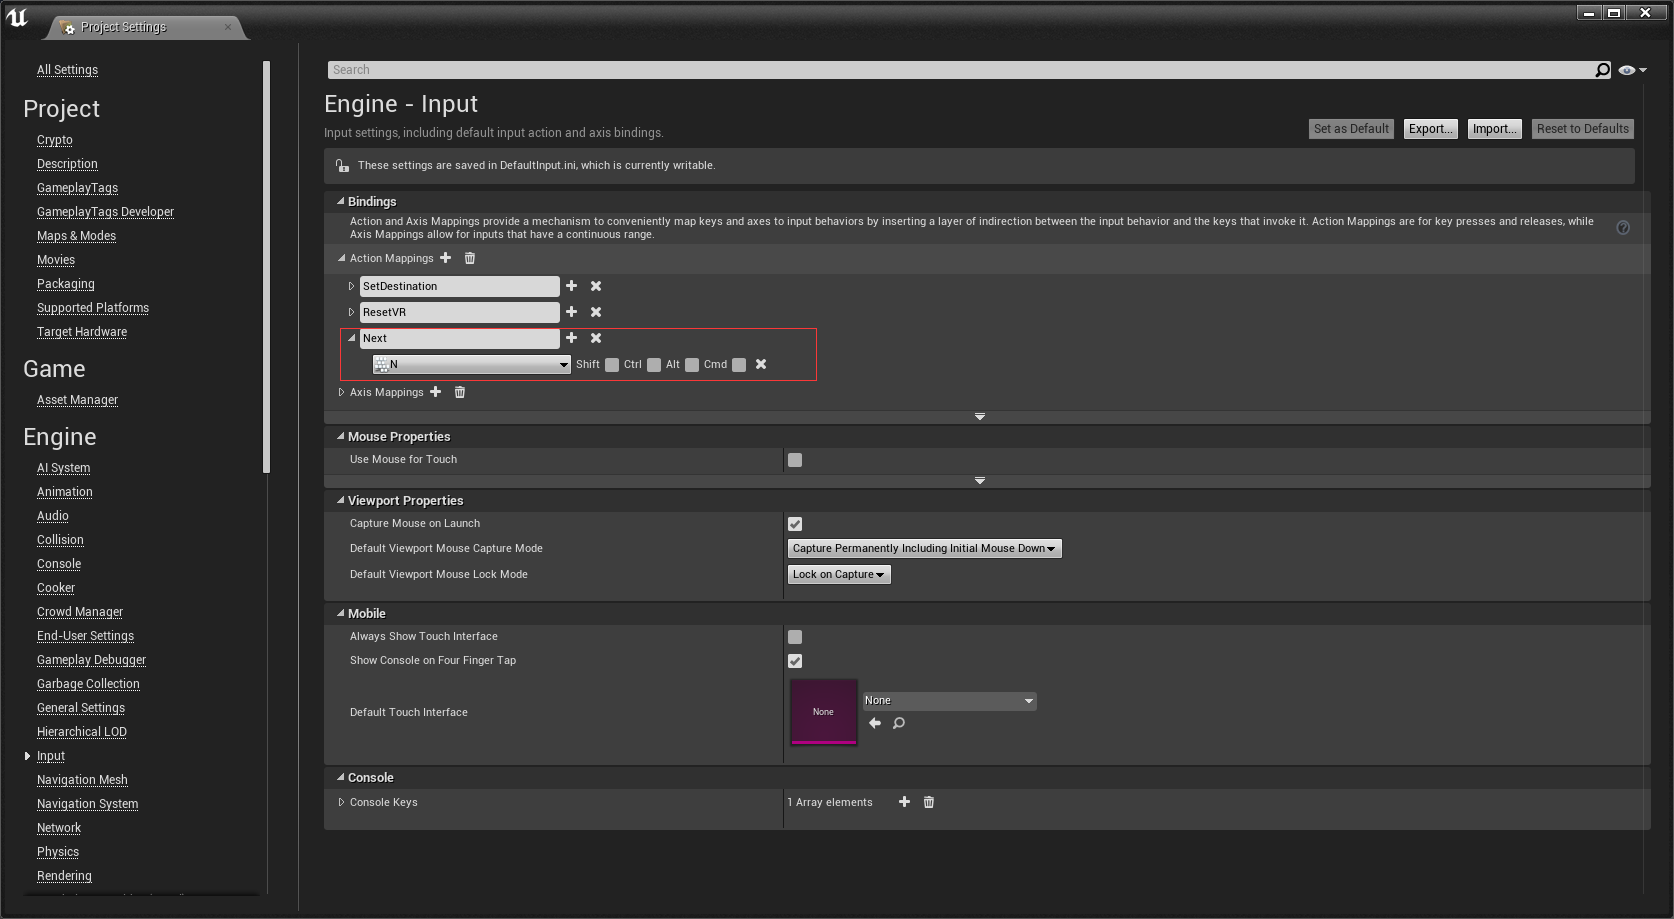 Project Settings
All Settings
Project
Crypto
Description
GameplayTags
GameplayTags Developer
Maps & Modes
Movies
Packaging
Supported Platforms
Target Hardware
Game
Asset Manager
Engine
AI System
Animation
Audio
Collision
Console
Cooker
Crowd Manager
End-User Settings
Gameplay Debugger
Garbage Collection
General Settings
Hierarchical LOD
Input
Navigation Mesh
Navigation System
Network
Physics
Rendering
Search
Engine - Input
Input settings, including default input action and axis bindings.
Set as Default Export... Import... Reset to Defaults
These settings are saved in DefaultInput.ini, which is currently writable.
Bindings
Action and Axis Mappings provide a mechanism to conveniently map keys and axes to input behaviors by inserting a layer of indirection between the input behavior and the keys that invoke it. Action Mappings are for key presses and releases, while
Axis Mappings allow for inputs that have a continuous range.
Action Mappings
SetDestination
ResetVR
Next
N Shift Ctrl Alt Cmd
Axis Mappings
Mouse Properties
Use Mouse for Touch
Viewport Properties
Capture Mouse on Launch
Default Viewport Mouse Capture Mode Capture Permanently Including Initial Mouse Down
Default Viewport Mouse Lock Mode Lock on Capture
Mobile
Always Show Touch Interface
Show Console on Four Finger Tap
Default Touch Interface None None
Console
Console Keys 1 Array elements